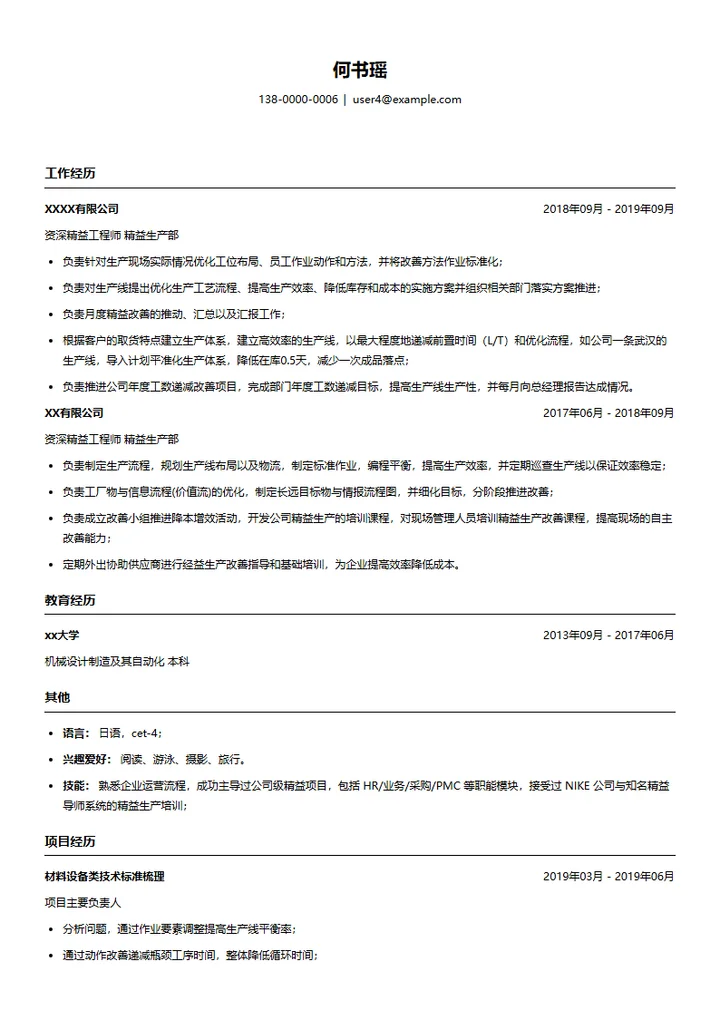 何书瑶
138-0000-0006 | user4@example.com
工作经历
XXXX有限公司 2018年09月 - 2019年09月
资深精益工程师 精益生产部
• 负责针对生产现场实际情况优化工位布局、员工作业动作和方法，并将改善方法作业标准化；
• 负责对生产线提出优化生产工艺流程、提高生产效率、降低库存和成本的实施方案并组织相关部门落实方案推进；
• 负责月度精益改善的推动、汇总以及汇报工作；
• 根据客户的取货特点建立生产体系，建立高效率的生产线，以最大程度地递减前置时间（L/T）和优化流程，如公司一条武汉的
生产线，导入计划平准化生产体系，降低在库0.5天，减少一次成品落点；
• 负责推进公司年度工数递减改善项目，完成部门年度工数递减目标，提高生产线生产性，并每月向总经理报告达成情况。
XX有限公司 2017年06月 - 2018年09月
资深精益工程师 精益生产部
• 负责制定生产流程，规划生产线布局以及物流，制定标准作业，编程平衡，提高生产效率，并定期巡查生产线以保证效率稳定；
• 负责工厂物与信息流程(价值流)的优化，制定长远目标物与情报流程图，并细化目标，分阶段推进改善；
• 负责成立改善小组推进降本增效活动，开发公司精益生产的培训课程，对现场管理人员培训精益生产改善课程，提高现场的自主
改善能力；
• 定期外出协助供应商进行经益生产改善指导和基础培训，为企业提高效率降低成本。
教育经历
xx大学 2013年09月 - 2017年06月
机械设计制造及其自动化 本科
其他
• 语言： 日语，cet-4；
• 兴趣爱好： 阅读、游泳、摄影、旅行。
• 技能： 熟悉企业运营流程，成功主导过公司级精益项目，包括 HR/业务/采购/PMC 等职能模块，接受过 NIKE 公司与知名精益
导师系统的精益生产培训；
项目经历
材料设备类技术标准梳理 2019年03月 - 2019年06月
项目主要负责人
• 分析问题，通过作业要素调整提高生产线平衡率；
• 通过动作改善递减瓶颈工序时间，整体降低循环时间；